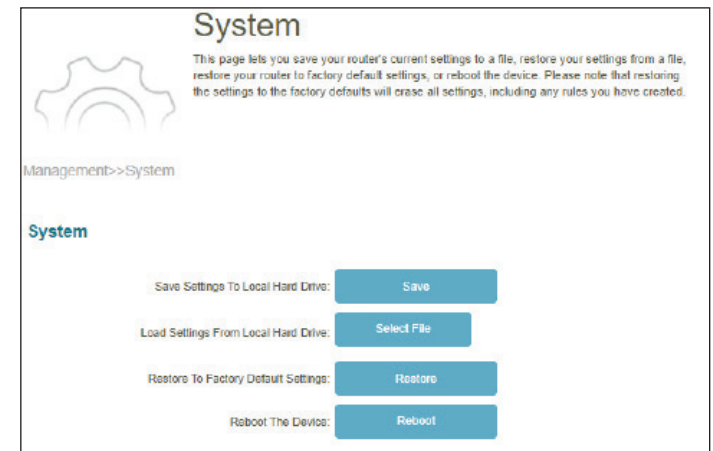 System
This page lets you save your router's current settings to a file, restore your settings from a file,
restore your router to factory default settings, or reboot the device. Please note that restoring
the settings to the factory defaults will erase all settings, including any rules you have created.
Management>>System
System
Save Settings To Local Hard Drive: Save
Load Settings From Local Hard Drive: Select File
Restore To Factory Default Settings: Restore
Reboot The Device: Reboot